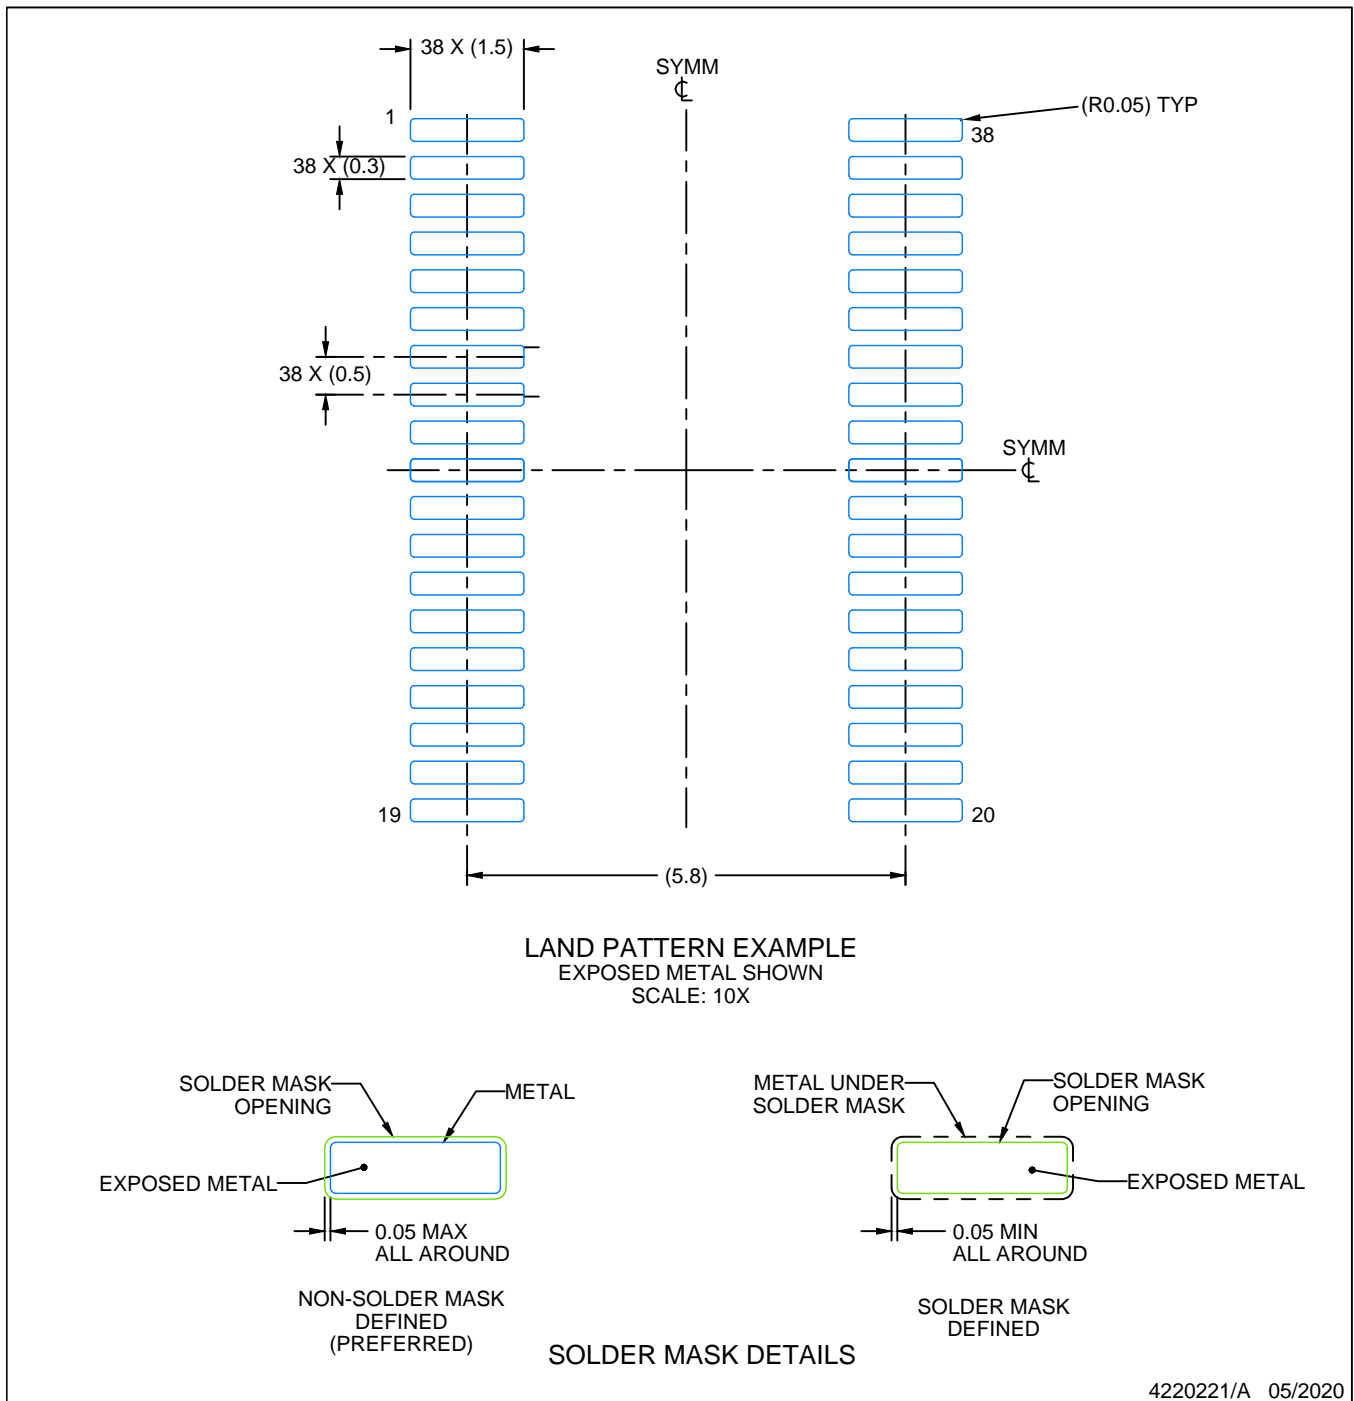 38 X (1.5)
SYMM
℄
(R0.05) TYP
1
38
38 X (0.3)
38 X (0.5)
SYMM
℄
19
20
(5.8)
LAND PATTERN EXAMPLE
EXPOSED METAL SHOWN
SCALE: 10X
SOLDER MASK
OPENING
METAL
EXPOSED METAL
0.05 MAX
ALL AROUND
NON-SOLDER MASK
DEFINED
(PREFERRED)
METAL UNDER
SOLDER MASK
SOLDER MASK
OPENING
EXPOSED METAL
0.05 MIN
ALL AROUND
SOLDER MASK
DEFINED
SOLDER MASK DETAILS
4220221/A 05/2020